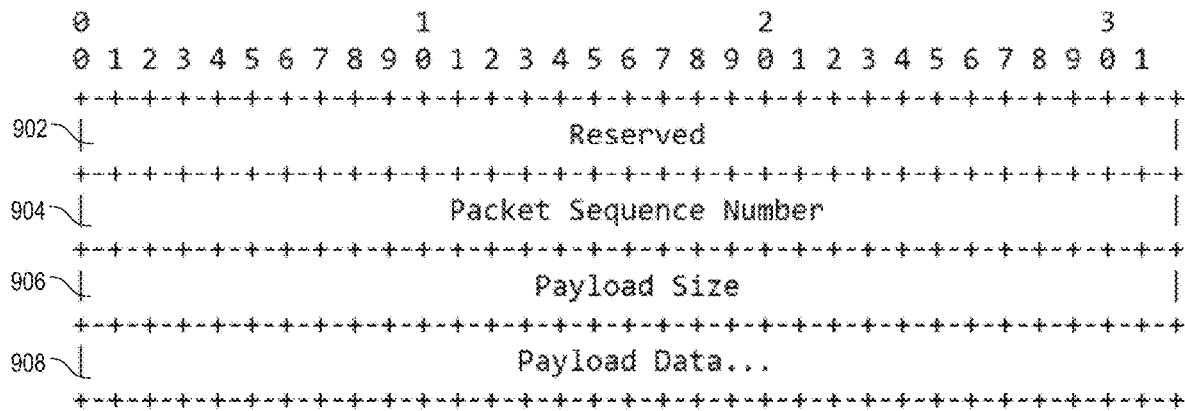 0 1 2 3
0 1 2 3 4 5 6 7 8 9 0 1 2 3 4 5 6 7 8 9 0 1 2 3 4 5 6 7 8 9 0 1
+-+-+-+-+-+-+-+-+-+-+-+-+-+-+-+-+-+-+-+-+-+-+-+-+-+-+-+-+-+-+-+-+
902 | Reserved |
+-+-+-+-+-+-+-+-+-+-+-+-+-+-+-+-+-+-+-+-+-+-+-+-+-+-+-+-+-+-+-+-+
904 | Packet Sequence Number |
+-+-+-+-+-+-+-+-+-+-+-+-+-+-+-+-+-+-+-+-+-+-+-+-+-+-+-+-+-+-+-+-+
906 | Payload Size |
+-+-+-+-+-+-+-+-+-+-+-+-+-+-+-+-+-+-+-+-+-+-+-+-+-+-+-+-+-+-+-+-+
908 | Payload Data...
+-+-+-+-+-+-+-+-+-+-+-+-+-+-+-+-+-+-+-+-+-+-+-+-+-+-+-+-+-+-+-+-+